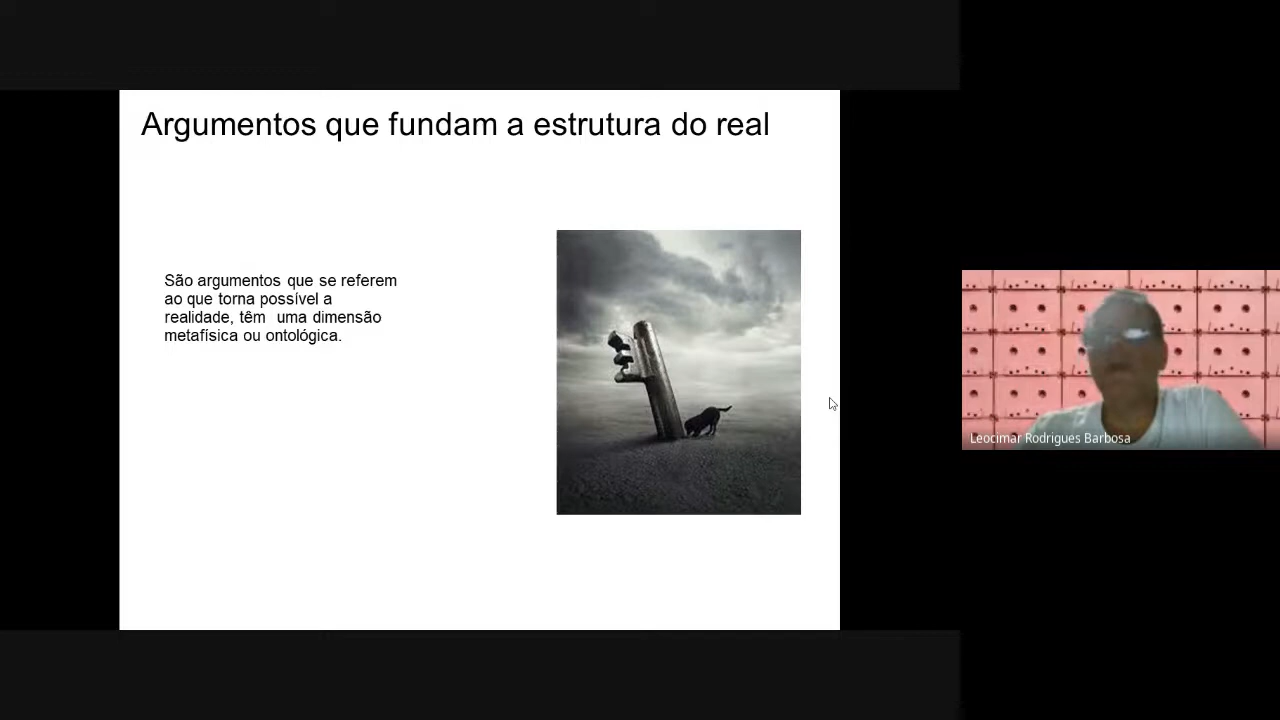 Argumentos que fundam a estrutura do real
São argumentos que se referem
ao que torna possível a
realidade, têm uma dimensão
metafísica ou ontológica.
Leocimar Rodrigues Barbosa